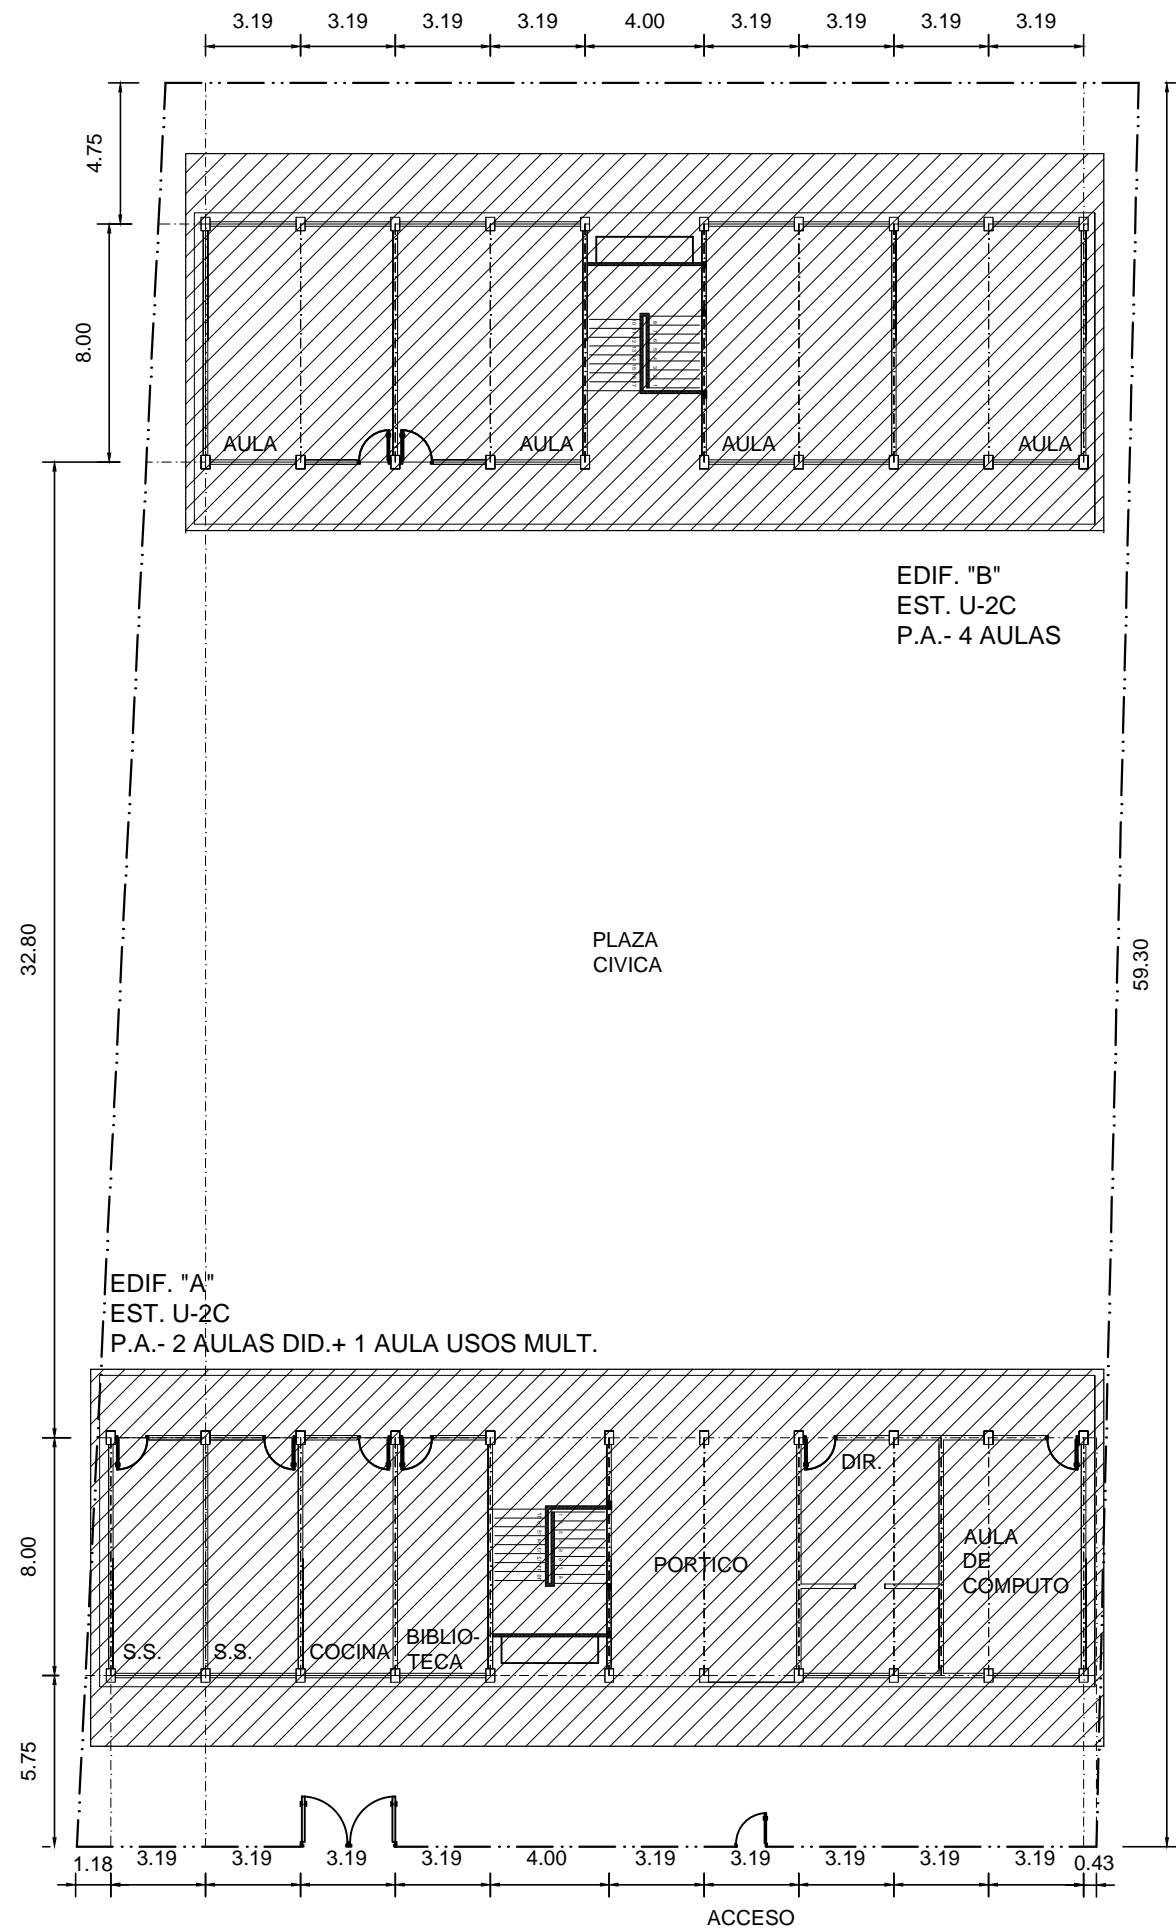 3.19 3.19 3.19 3.19 4.00 3.19 3.19 3.19 3.19
4.75
8.00
AULA AULA AULA AULA
EDIF. "B"
EST. U-2C
P.A.- 4 AULAS
32.80
PLAZA
CIVICA
59.30
EDIF. "A"
EST. U-2C
P.A.- 2 AULAS DID.+ 1 AULA USOS MULT.
8.00
DIR.
AULA
DE
COMPUTO
PORTICO
S.S. S.S. COCINA BIBLIO-
TECA
5.75
1.18 3.19 3.19 3.19 3.19 4.00 3.19 3.19 3.19 3.19 3.19 0.43
ACCESO